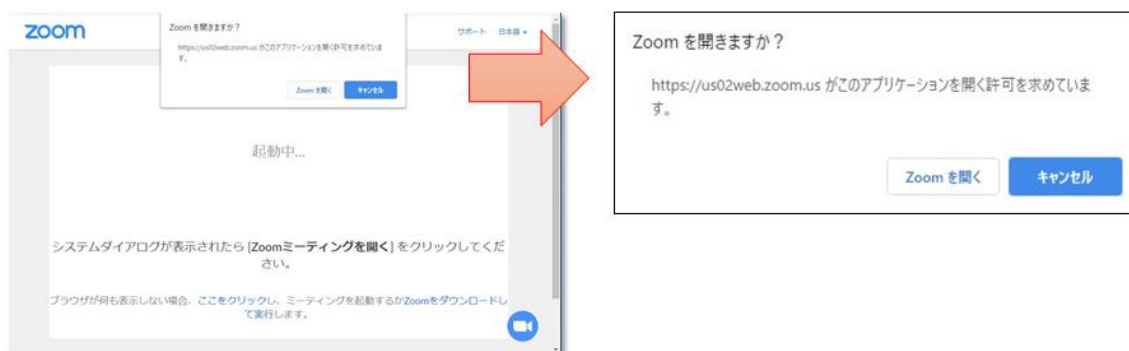 zoom
サポート 日本語
Zoom を開きますか？
https://us02web.zoom.us がこのアプリケーションを開く許可を求めていま
す。
Zoom を開く キャンセル
起動中...
システムダイアログが表示されたら [Zoomミーティングを開く] をクリックしてくだ
さい。
ブラウザが何も表示しない場合、ここをクリックし、ミーティングを起動するかZoomをダウンロードし
て実行します。
Zoom を開きますか？
https://us02web.zoom.us がこのアプリケーションを開く許可を求めていま
す。
Zoom を開く キャンセル